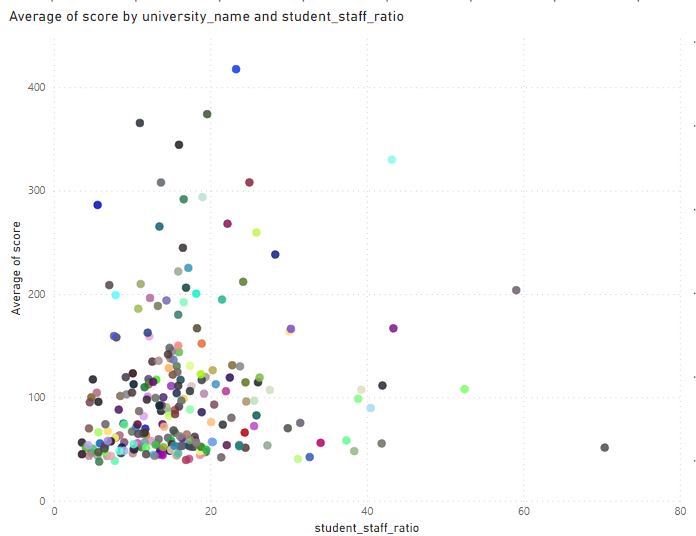 Average of score by university_name and student_staff_ratio
400
300
200
100
0
Average of score
0 20 40 60 80
student_staff_ratio